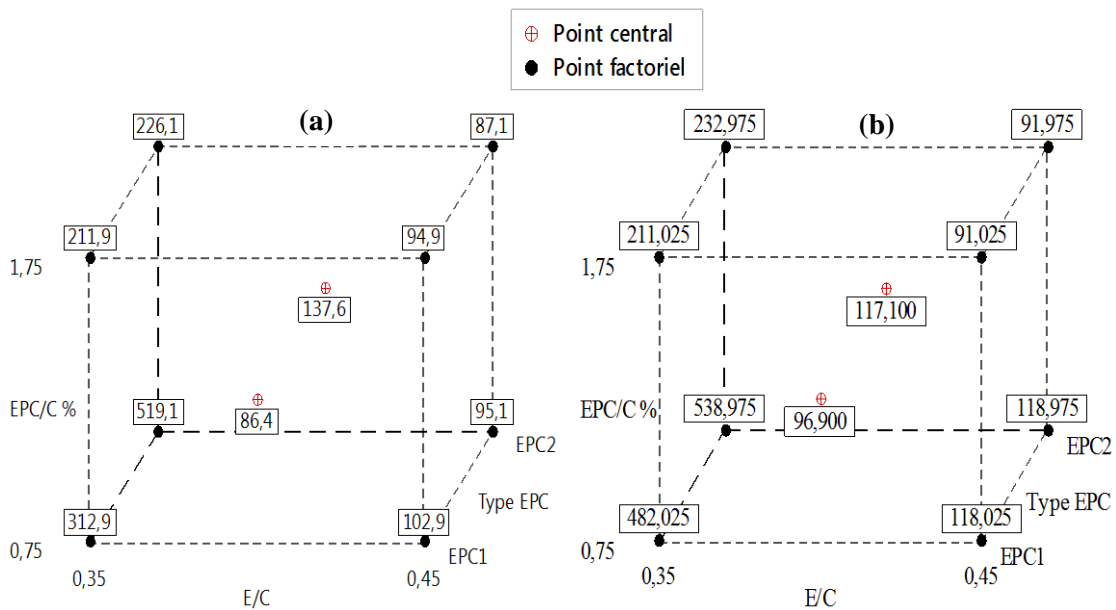 Point central
Point factoriel
(a)
226,1
87,1
211,9
94,9
1,75
137,6
EPC/C %
519,1
86,4
95,1
EPC2
Type EPC
312,9
102,9
EPC1
0,75
0,35
0,45
E/C
(b)
232,975
91,975
211,025
91,025
1,75
117,100
EPC/C %
538,975
96,900
118,975
EPC2
Type EPC
482,025
118,025
EPC1
0,75
0,35
0,45
E/C